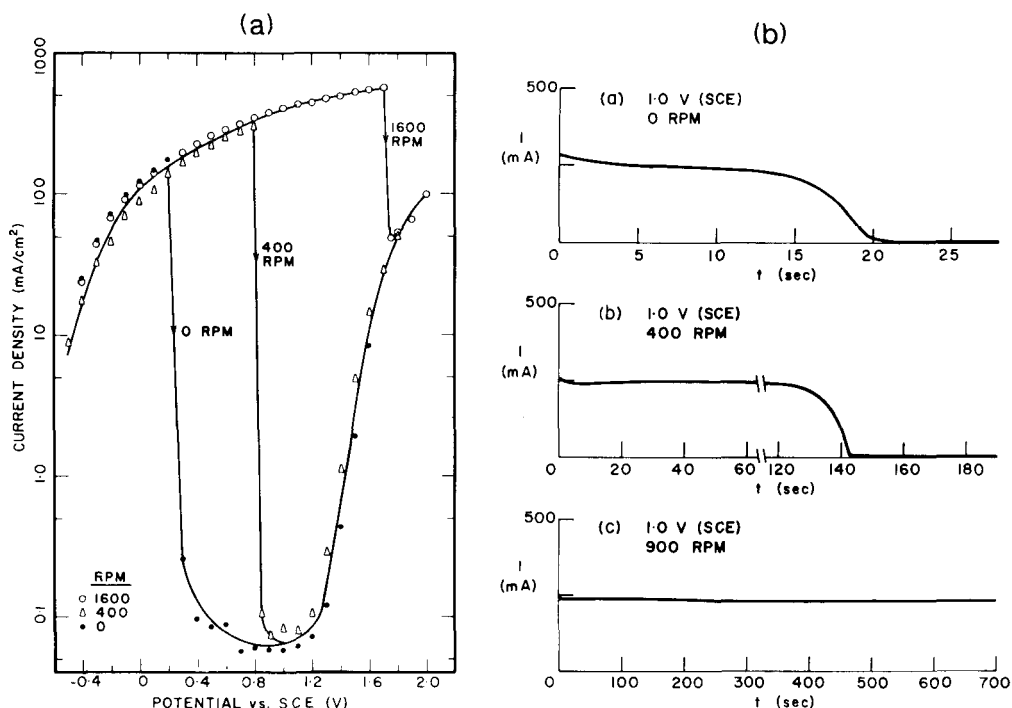 (a)
1000
100
10
1·0
0·1
CURRENT DENSITY (mA/cm²)
1600
RPM
400
RPM
0 RPM
RPM
1600
400
0
-0·4 0 0·4 0·8 1·2 1·6 2·0
POTENTIAL vs. SCE (V)
(b)
500
I
(mA)
(a) 1·0 V (SCE)
0 RPM
0 5 10 15 20 25
t (sec)
500
I
(mA)
(b) 1·0 V (SCE)
400 RPM
0 20 40 60 120 140 160 180
t (sec)
500
I
(mA)
(c) 1·0 V (SCE)
900 RPM
0 100 200 300 400 500 600 700
t (sec)